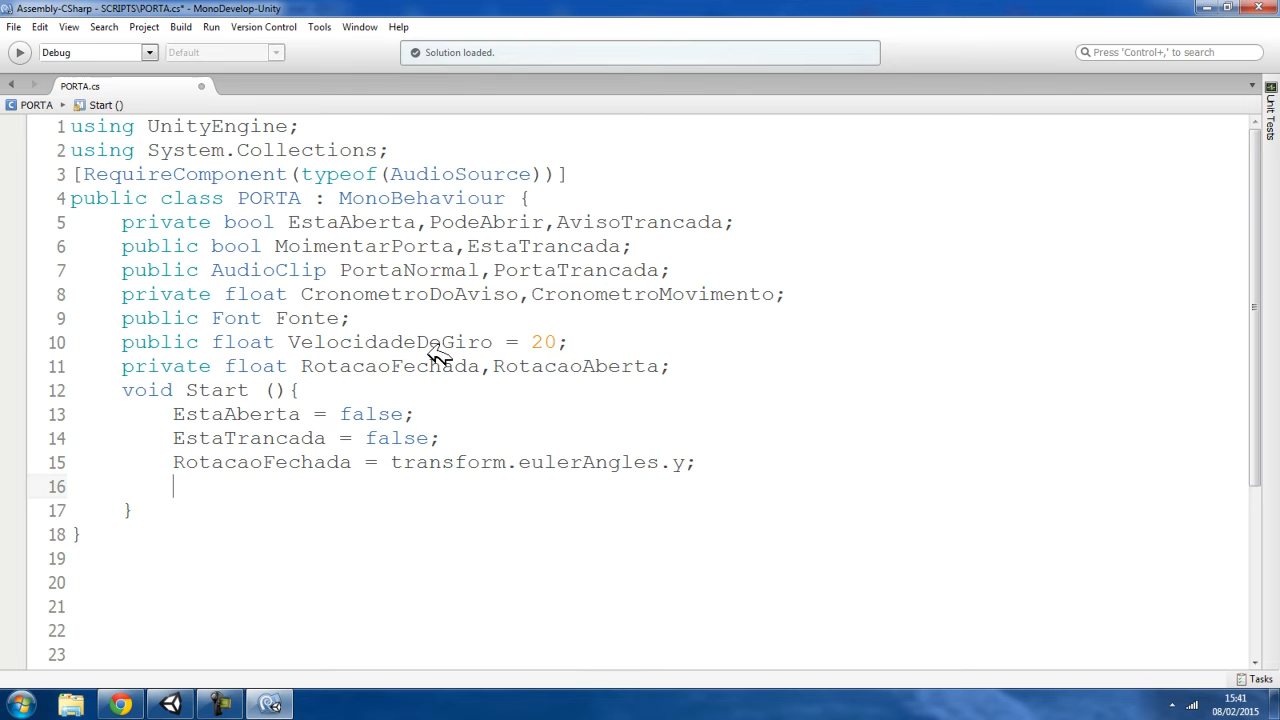 Assembly-CSharp - SCRIPTS\PORTA.cs* - MonoDevelop-Unity
File Edit View Search Project Build Run Version Control Tools Window Help
Debug Default Solution loaded. Press 'Control+,' to search
PORTA.cs
PORTA Start ()
Unit Tests
1 using UnityEngine;
2 using System.Collections;
3 [RequireComponent(typeof(AudioSource))]
4 public class PORTA : MonoBehaviour {
5 private bool EstaAberta,PodeAbrir,AvisoTrancada;
6 public bool MoimentarPorta,EstaTrancada;
7 public AudioClip PortaNormal,PortaTrancada;
8 private float CronometroDoAviso,CronometroMovimento;
9 public Font Fonte;
10 public float VelocidadeDeGiro = 20;
11 private float RotacaoFechada,RotacaoAberta;
12 void Start (){
13 EstaAberta = false;
14 EstaTrancada = false;
15 RotacaoFechada = transform.eulerAngles.y;
16
17 }
18 }
19
20
21
22
23
Tasks
15:41
08/02/2015